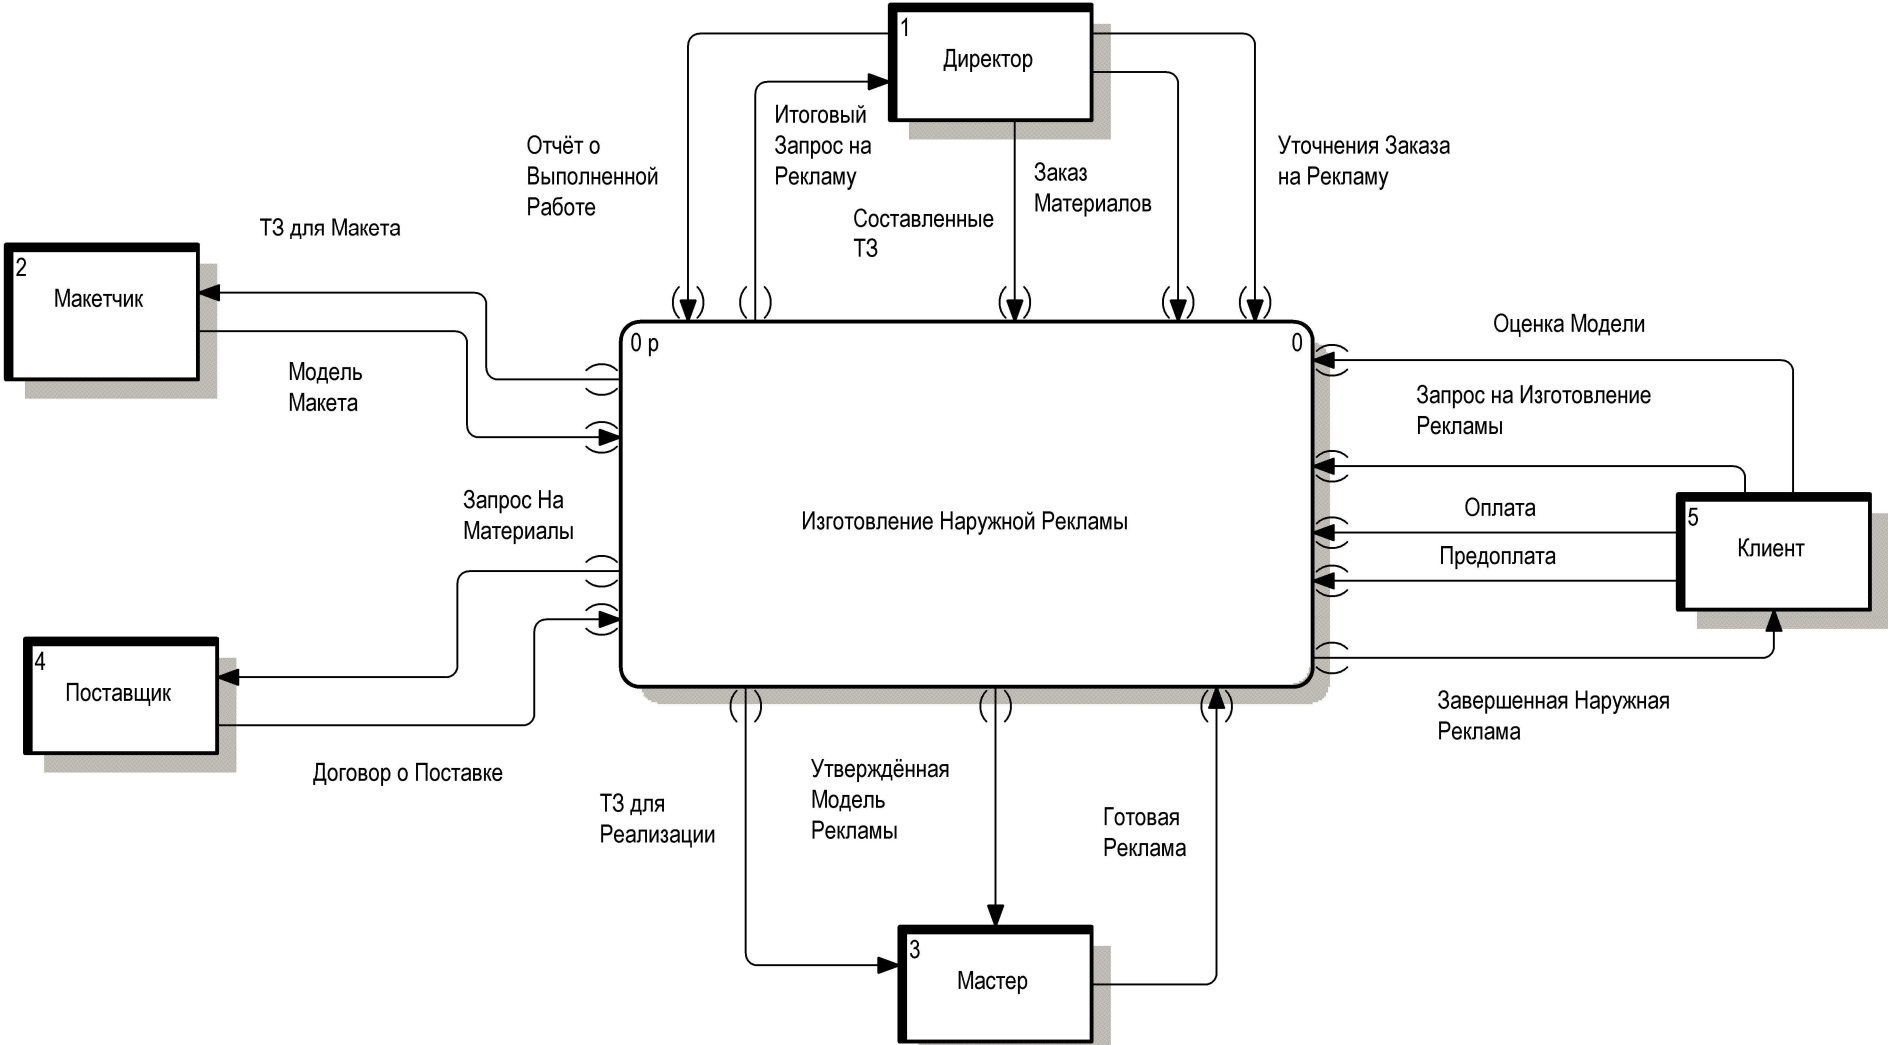 1
Директор
Итоговый
Запрос на
Рекламу
Отчёт о
Выполненной
Работе
Заказ
Материалов
Уточнения Заказа
на Рекламу
Составленные
ТЗ
ТЗ для Макета
2
Макетчик
Модель
Макета
0 р
0
Изготовление Наружной Рекламы
Оценка Модели
Запрос на Изготовление
Рекламы
Оплата
Предоплата
5
Клиент
Завершенная Наружная
Реклама
Запрос На
Материалы
4
Поставщик
Договор о Поставке
ТЗ для
Реализации
Утверждённая
Модель
Рекламы
Готовая
Реклама
3
Мастер